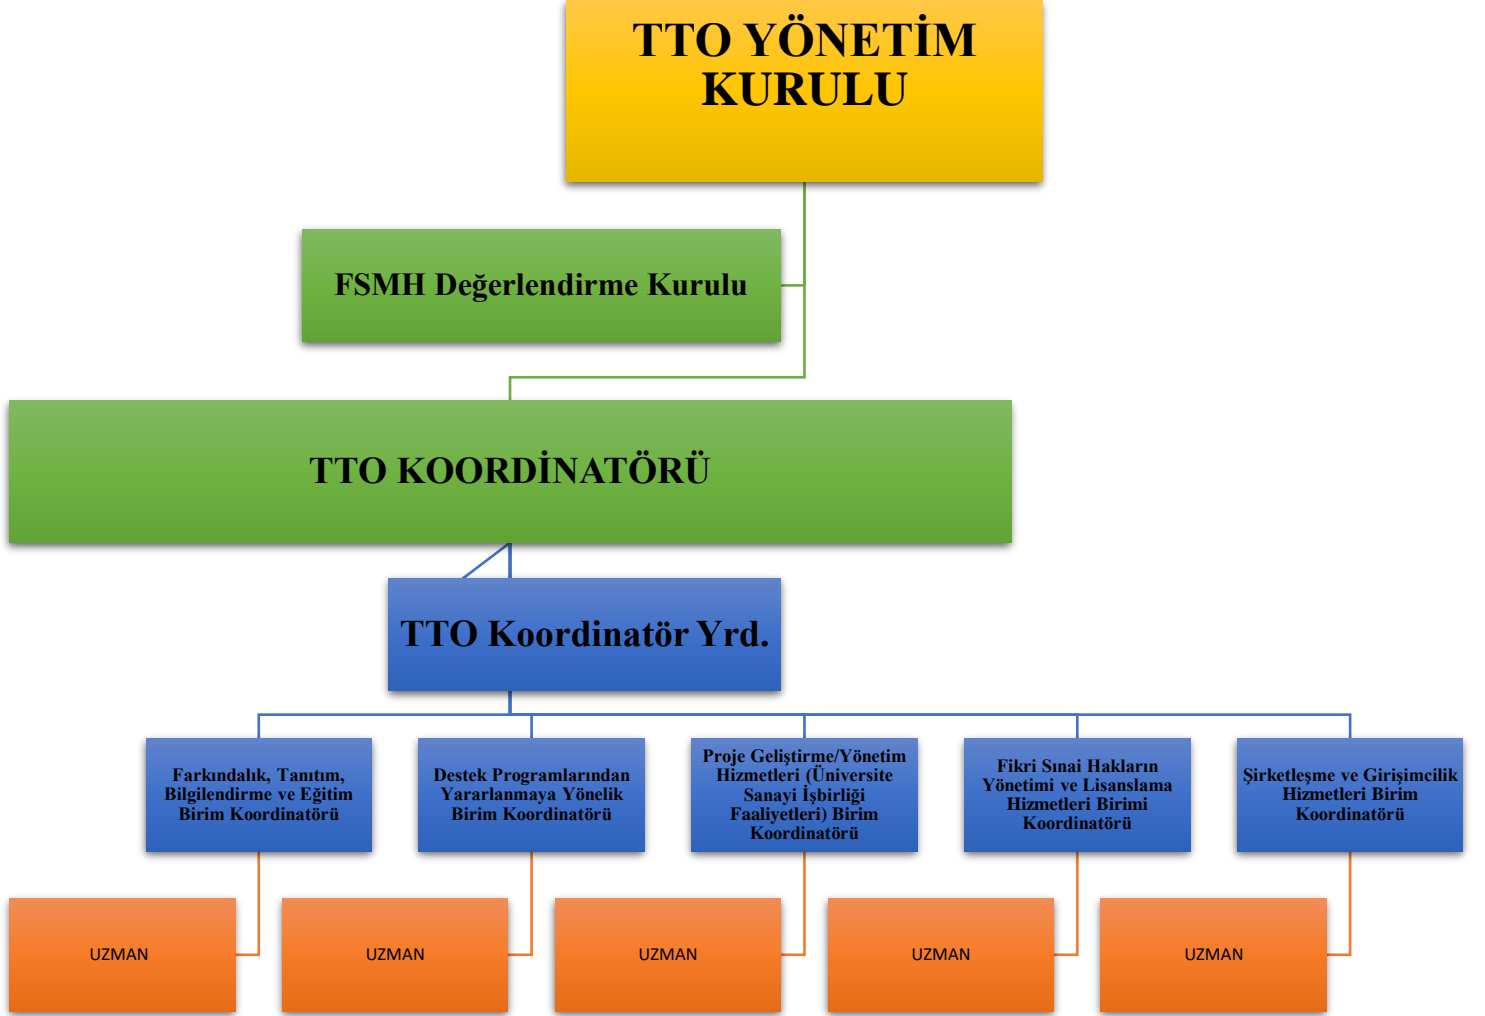 TTO YÖNETİM
KURULU
FSMH Değerlendirme Kurulu
TTO KOORDİNATÖRÜ
TTO Koordinatör Yrd.
Farkındalık, Tanıtım,
Bilgilendirme ve Eğitim
Birim Koordinatörü
Destek Programlarından
Yararlanmaya Yönelik
Birim Koordinatörü
Proje Geliştirme/Yönetim
Hizmetleri (Üniversite
Sanayi İşbirliği
Faaliyetleri) Birim
Koordinatörü
Fikri Sınai Hakların
Yönetimi ve Lisanslama
Hizmetleri Birimi
Koordinatörü
Şirketleşme ve Girişimcilik
Hizmetleri Birim
Koordinatörü
UZMAN
UZMAN
UZMAN
UZMAN
UZMAN